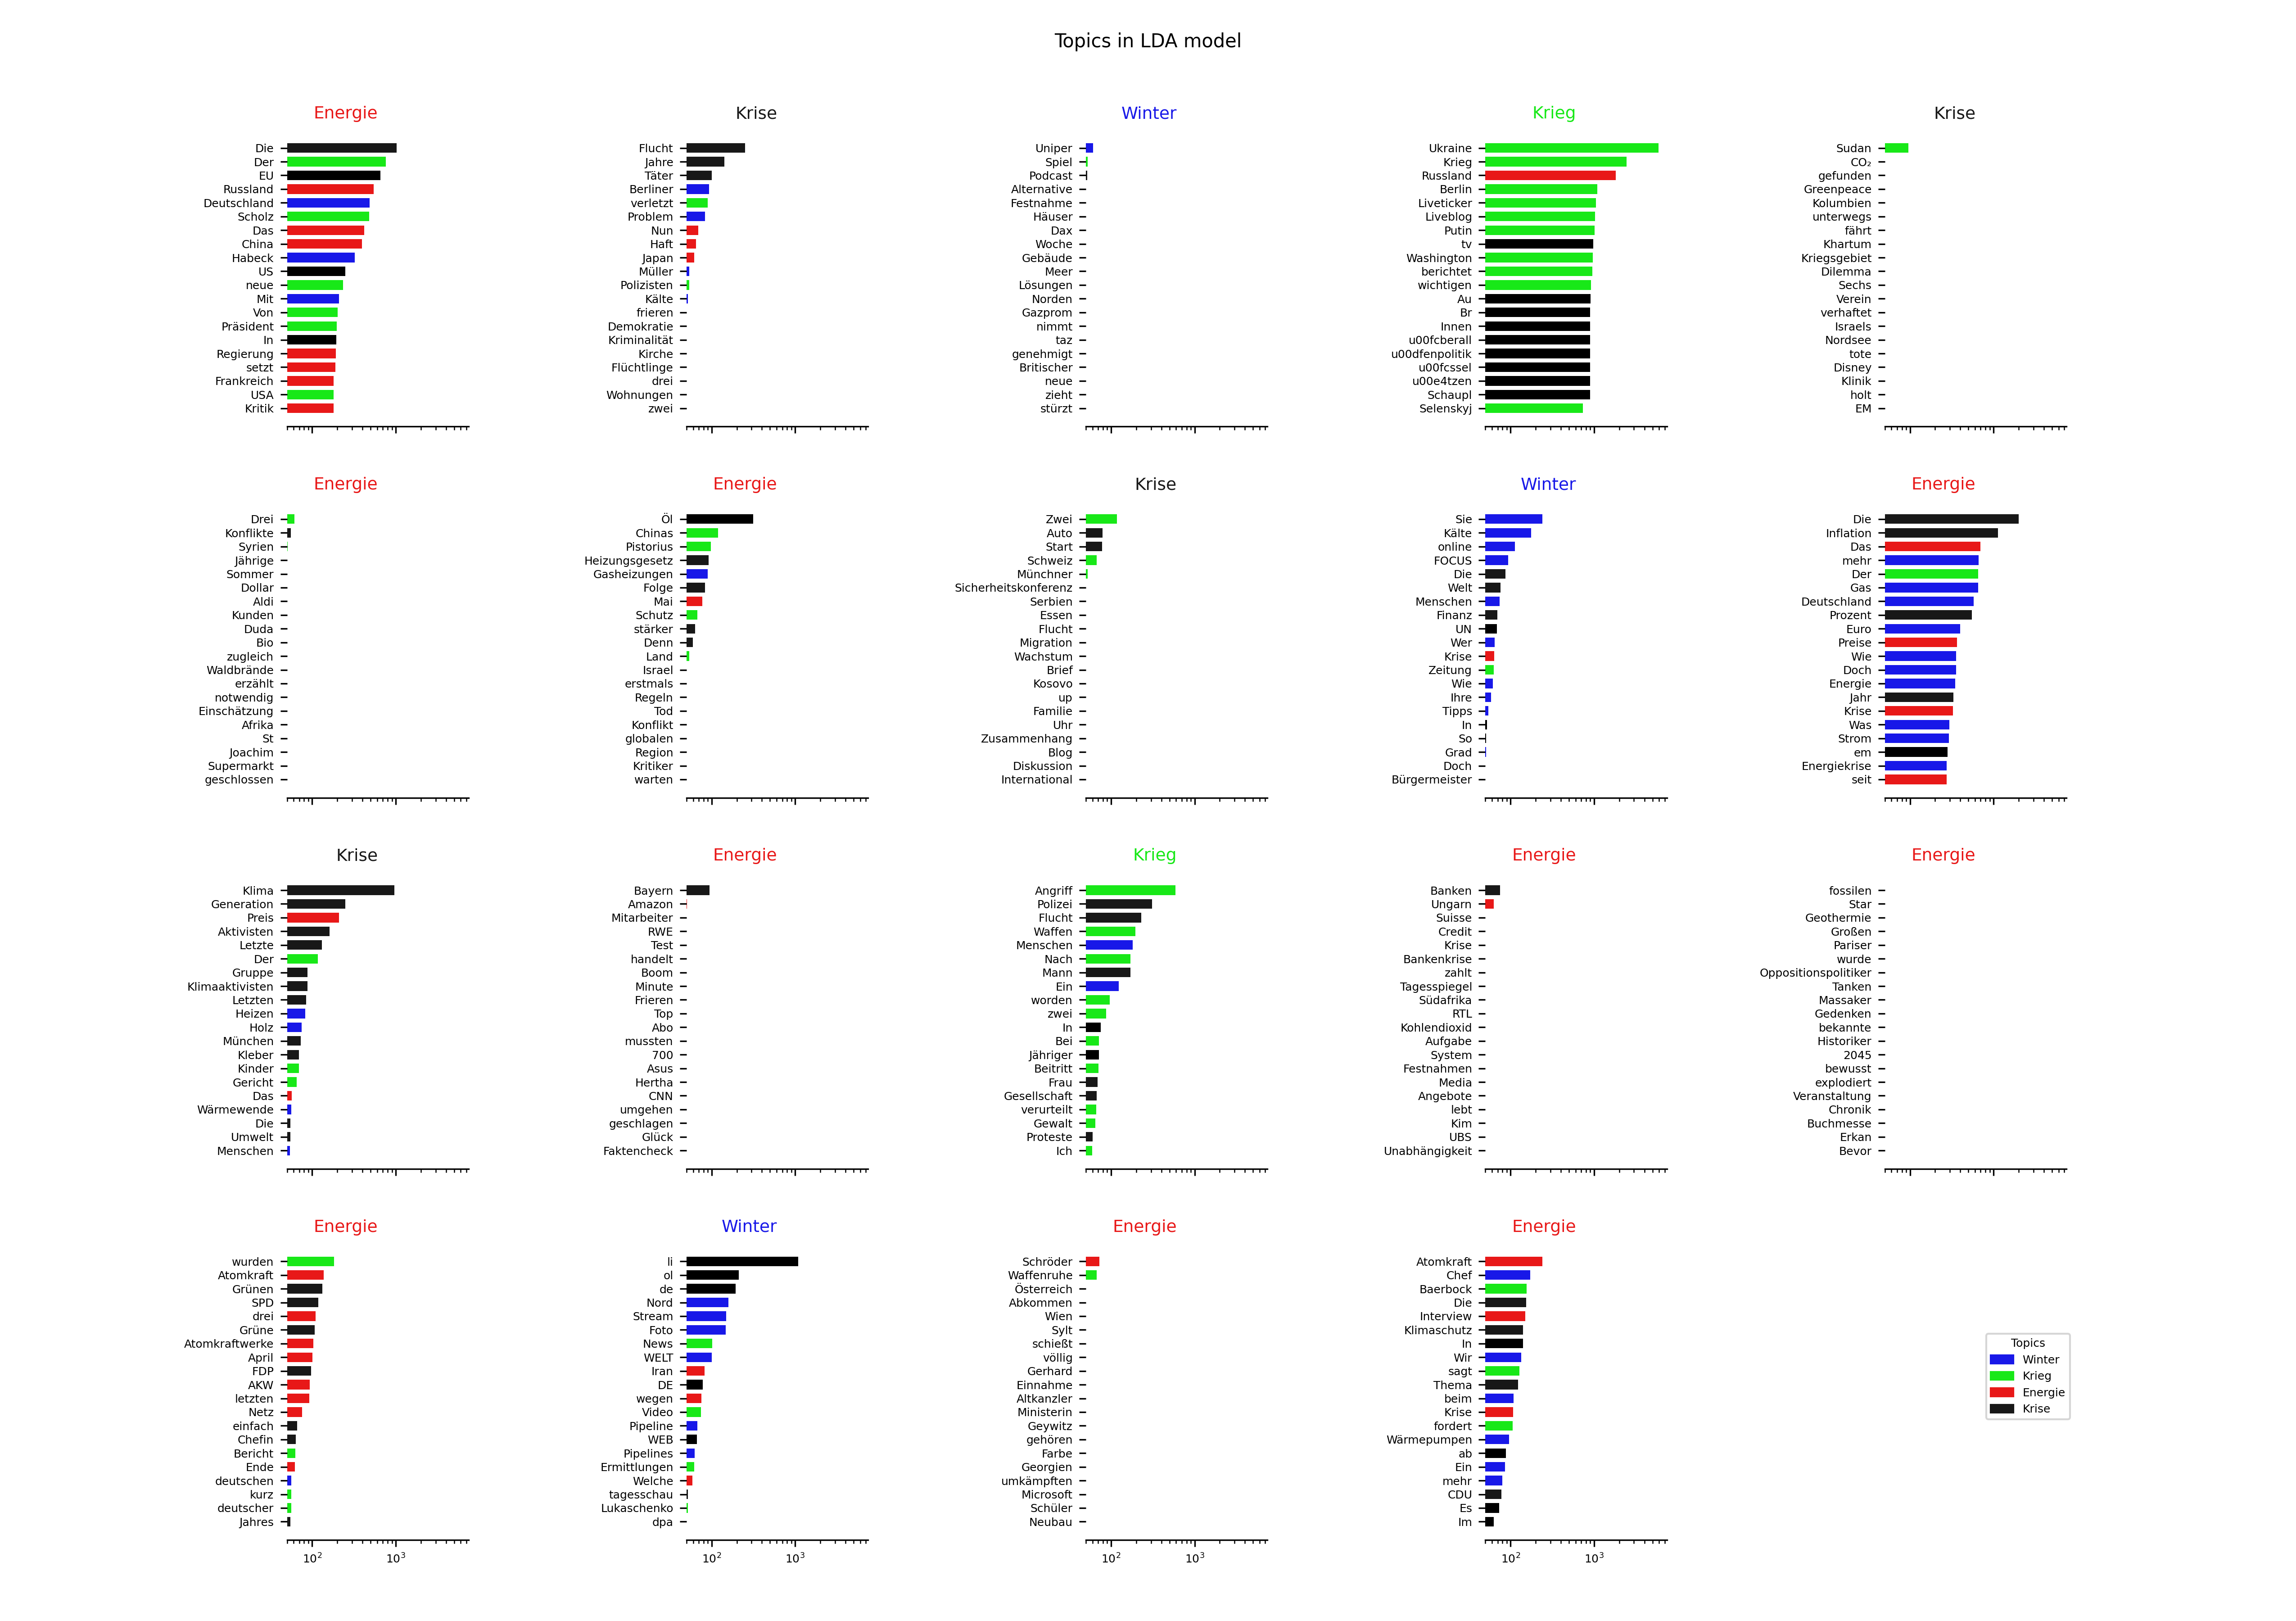 Topics in LDA model
Energie
Die
Der
EU
Russland
Deutschland
Scholz
Das
China
Habeck
US
neue
Mit
Von
Präsident
In
Regierung
setzt
Frankreich
USA
Kritik
Krise
Flucht
Jahre
Täter
Berliner
verletzt
Problem
Nun
Haft
Japan
Müller
Polizisten
Kälte
frieren
Demokratie
Kriminalität
Kirche
Flüchtlinge
drei
Wohnungen
zwei
Winter
Uniper
Spiel
Podcast
Alternative
Festnahme
Häuser
Dax
Woche
Gebäude
Meer
Lösungen
Norden
Gazprom
nimmt
taz
genehmigt
Britischer
neue
zieht
stürzt
Krieg
Ukraine
Krieg
Russland
Berlin
Liveticker
Liveblog
Putin
tv
Washington
berichtet
wichtigen
Au
Br
Innen
u00fcberall
u00dfenpolitik
u00fcssel
u00e4tzen
Schaupl
Selenskyj
Krise
Sudan
CO₂
gefunden
Greenpeace
Kolumbien
unterwegs
fährt
Khartum
Kriegsgebiet
Dilemma
Sechs
Verein
verhaftet
Israels
Nordsee
tote
Disney
Klinik
holt
EM
Energie
Drei
Konflikte
Syrien
Jährige
Sommer
Dollar
Aldi
Kunden
Duda
Bio
zugleich
Waldbrände
erzählt
notwendig
Einschätzung
Afrika
St
Joachim
Supermarkt
geschlossen
Energie
Öl
Chinas
Pistorius
Heizungsgesetz
Gasheizungen
Folge
Mai
Schutz
stärker
Denn
Land
Israel
erstmals
Regeln
Tod
Konflikt
globalen
Region
Kritiker
warten
Krise
Zwei
Auto
Start
Schweiz
Münchner
Sicherheitskonferenz
Serbien
Essen
Flucht
Migration
Wachstum
Brief
Kosovo
up
Familie
Uhr
Zusammenhang
Blog
Diskussion
International
Winter
Sie
Kälte
online
FOCUS
Die
Welt
Menschen
Finanz
UN
Wer
Krise
Zeitung
Wie
Ihre
Tipps
In
So
Grad
Doch
Bürgermeister
Energie
Die
Inflation
Das
mehr
Der
Gas
Deutschland
Prozent
Euro
Preise
Wie
Doch
Energie
Jahr
Krise
Was
Strom
em
Energiekrise
seit
Krise
Klima
Generation
Preis
Aktivisten
Letzte
Der
Gruppe
Klimaaktivisten
Letzten
Heizen
Holz
München
Kleber
Kinder
Gericht
Das
Wärmewende
Die
Umwelt
Menschen
Energie
Bayern
Amazon
Mitarbeiter
RWE
Test
handelt
Boom
Minute
Frieren
Top
Abo
mussten
700
Asus
Hertha
CNN
umgehen
geschlagen
Glück
Faktencheck
Krieg
Angriff
Polizei
Flucht
Waffen
Menschen
Nach
Mann
Ein
worden
zwei
In
Bei
Jähriger
Beitritt
Frau
Gesellschaft
verurteilt
Gewalt
Proteste
Ich
Energie
Banken
Ungarn
Suisse
Credit
Krise
Bankenkrise
zahlt
Tagesspiegel
Südafrika
RTL
Kohlendioxid
Aufgabe
System
Festnahmen
Media
Angebote
lebt
Kim
UBS
Unabhängigkeit
Energie
fossilen
Star
Geothermie
Großen
Pariser
wurde
Oppositionspolitiker
Tanken
Massaker
Gedenken
bekannte
Historiker
2045
bewusst
explodiert
Veranstaltung
Chronik
Buchmesse
Erkan
Bevor
Energie
wurden
Atomkraft
Grünen
SPD
drei
Grüne
Atomkraftwerke
April
FDP
AKW
letzten
Netz
einfach
Chefin
Bericht
Ende
deutschen
kurz
deutscher
Jahres
10² 10³
Winter
li
ol
de
Nord
Stream
Foto
News
WELT
Iran
DE
wegen
Video
Pipeline
WEB
Pipelines
Ermittlungen
Welche
tagesschau
Lukaschenko
dpa
10² 10³
Energie
Schröder
Waffenruhe
Österreich
Abkommen
Wien
Sylt
schießt
völlig
Gerhard
Einnahme
Altkanzler
Ministerin
Geywitz
gehören
Farbe
Georgien
umkämpften
Microsoft
Schüler
Neubau
10² 10³
Energie
Atomkraft
Chef
Baerbock
Die
Interview
Klimaschutz
In
Wir
sagt
Thema
beim
Krise
fordert
Wärmepumpen
ab
Ein
mehr
CDU
Es
Im
10² 10³
Topics
Winter
Krieg
Energie
Krise